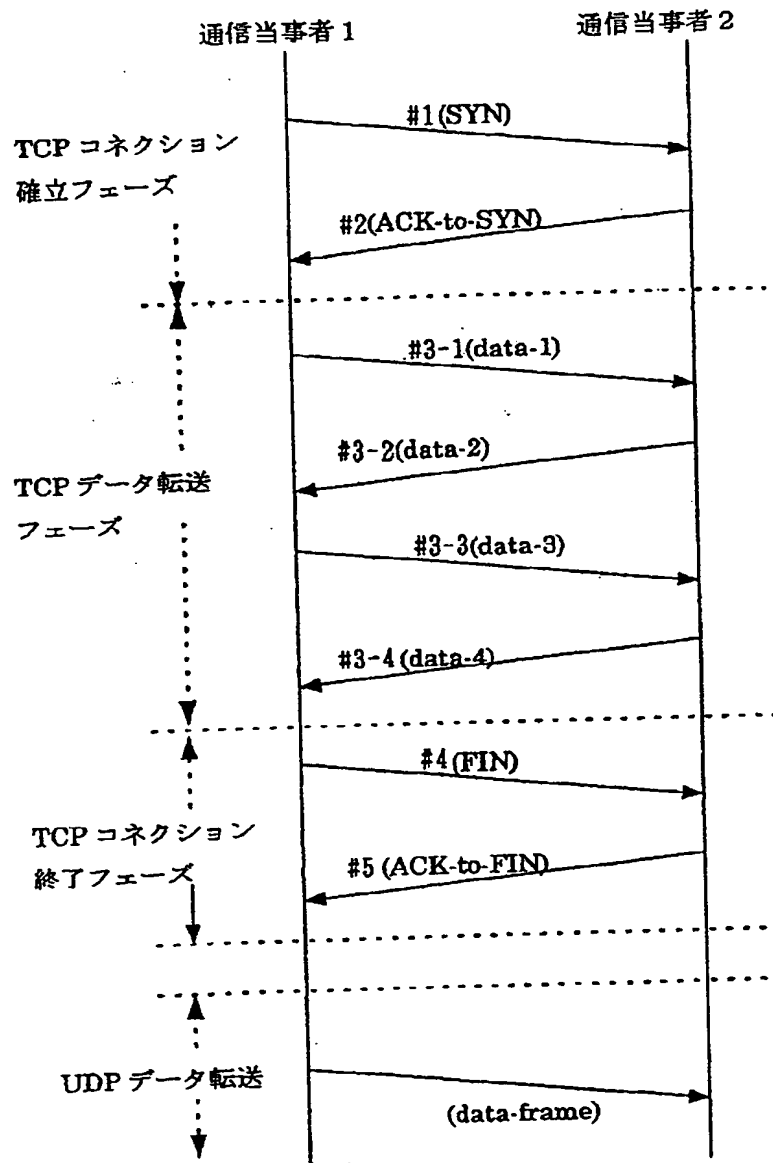 通信当事者1
通信当事者2
#1(SYN)
TCP コネクション
確立フェーズ
#2(ACK-to-SYN)
#3-1(data-1)
#3-2(data-2)
TCP データ転送
フェーズ
#3-3(data-3)
#3-4(data-4)
#4(FIN)
TCP コネクション
終了フェーズ
#5(ACK-to-FIN)
UDP データ転送
(data-frame)